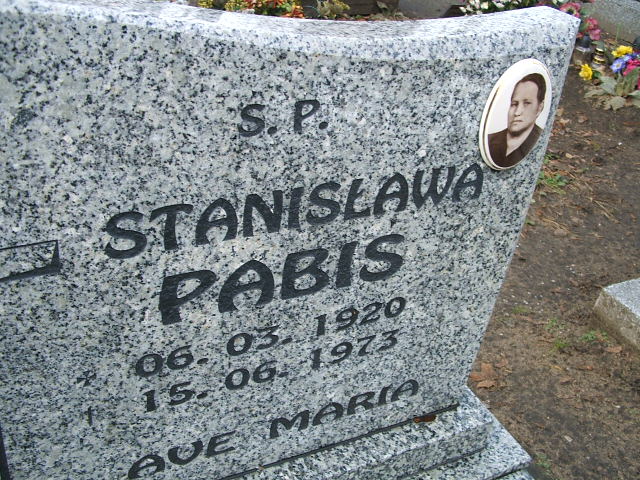 S. P.
STANISŁAWA
PABIS
* 06. 03. 1920
† 15. 06. 1973
AVE MARIA